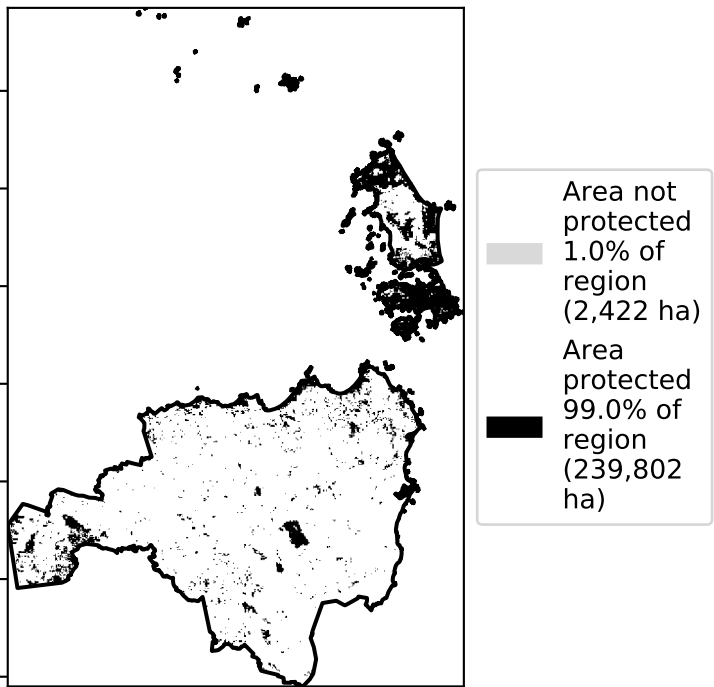 Area not
protected
1.0% of
region
(2,422 ha)
Area
protected
99.0% of
region
(239,802
ha)